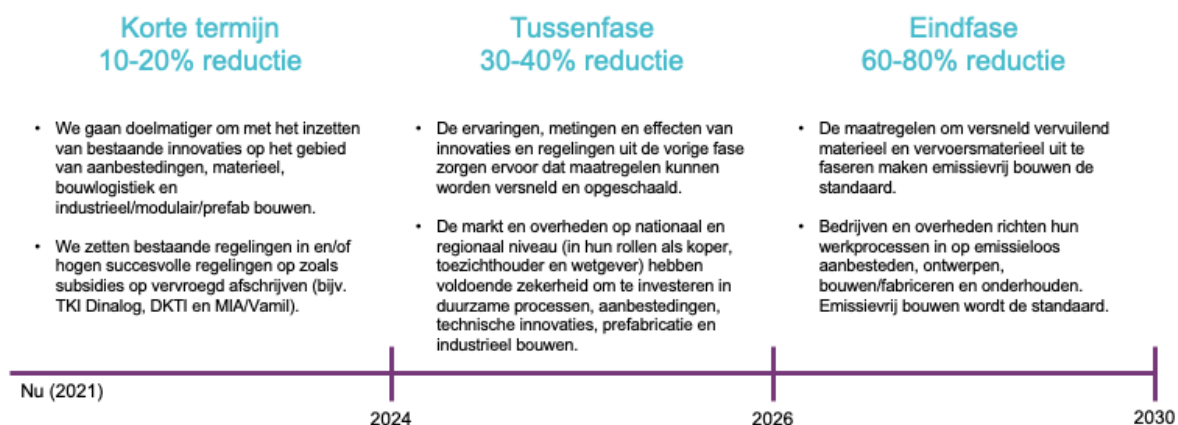 Korte termijn
10-20% reductie
• We gaan doelmatiger om met het inzetten
van bestaande innovaties op het gebied
van aanbestedingen, materieel,
bouwlogistiek en
industrieel/modulair/prefab bouwen.
• We zetten bestaande regelingen in en/of
hogen succesvolle regelingen op zoals
subsidies op vervroegd afschrijven (bijv.
TKI Dinalog, DKTI en MIA/Vamil).
Tussenfase
30-40% reductie
• De ervaringen, metingen en effecten van
innovaties en regelingen uit de vorige fase
zorgen ervoor dat maatregelen kunnen
worden versneld en opgeschaald.
• De markt en overheden op nationaal en
regionaal niveau (in hun rollen als koper,
toezichthouder en wetgever) hebben
voldoende zekerheid om te investeren in
duurzame processen, aanbestedingen,
technische innovaties, prefabricatie en
industrieel bouwen.
Eindfase
60-80% reductie
• De maatregelen om versneld vervuilend
materieel en vervoersmaterieel uit te
faseren maken emissievrij bouwen de
standaard.
• Bedrijven en overheden richten hun
werkprocessen in op emissieloos
aanbesteden, ontwerpen,
bouwen/fabriceren en onderhouden.
Emissievrij bouwen wordt de standaard.
Nu (2021)
2024
2026
2030